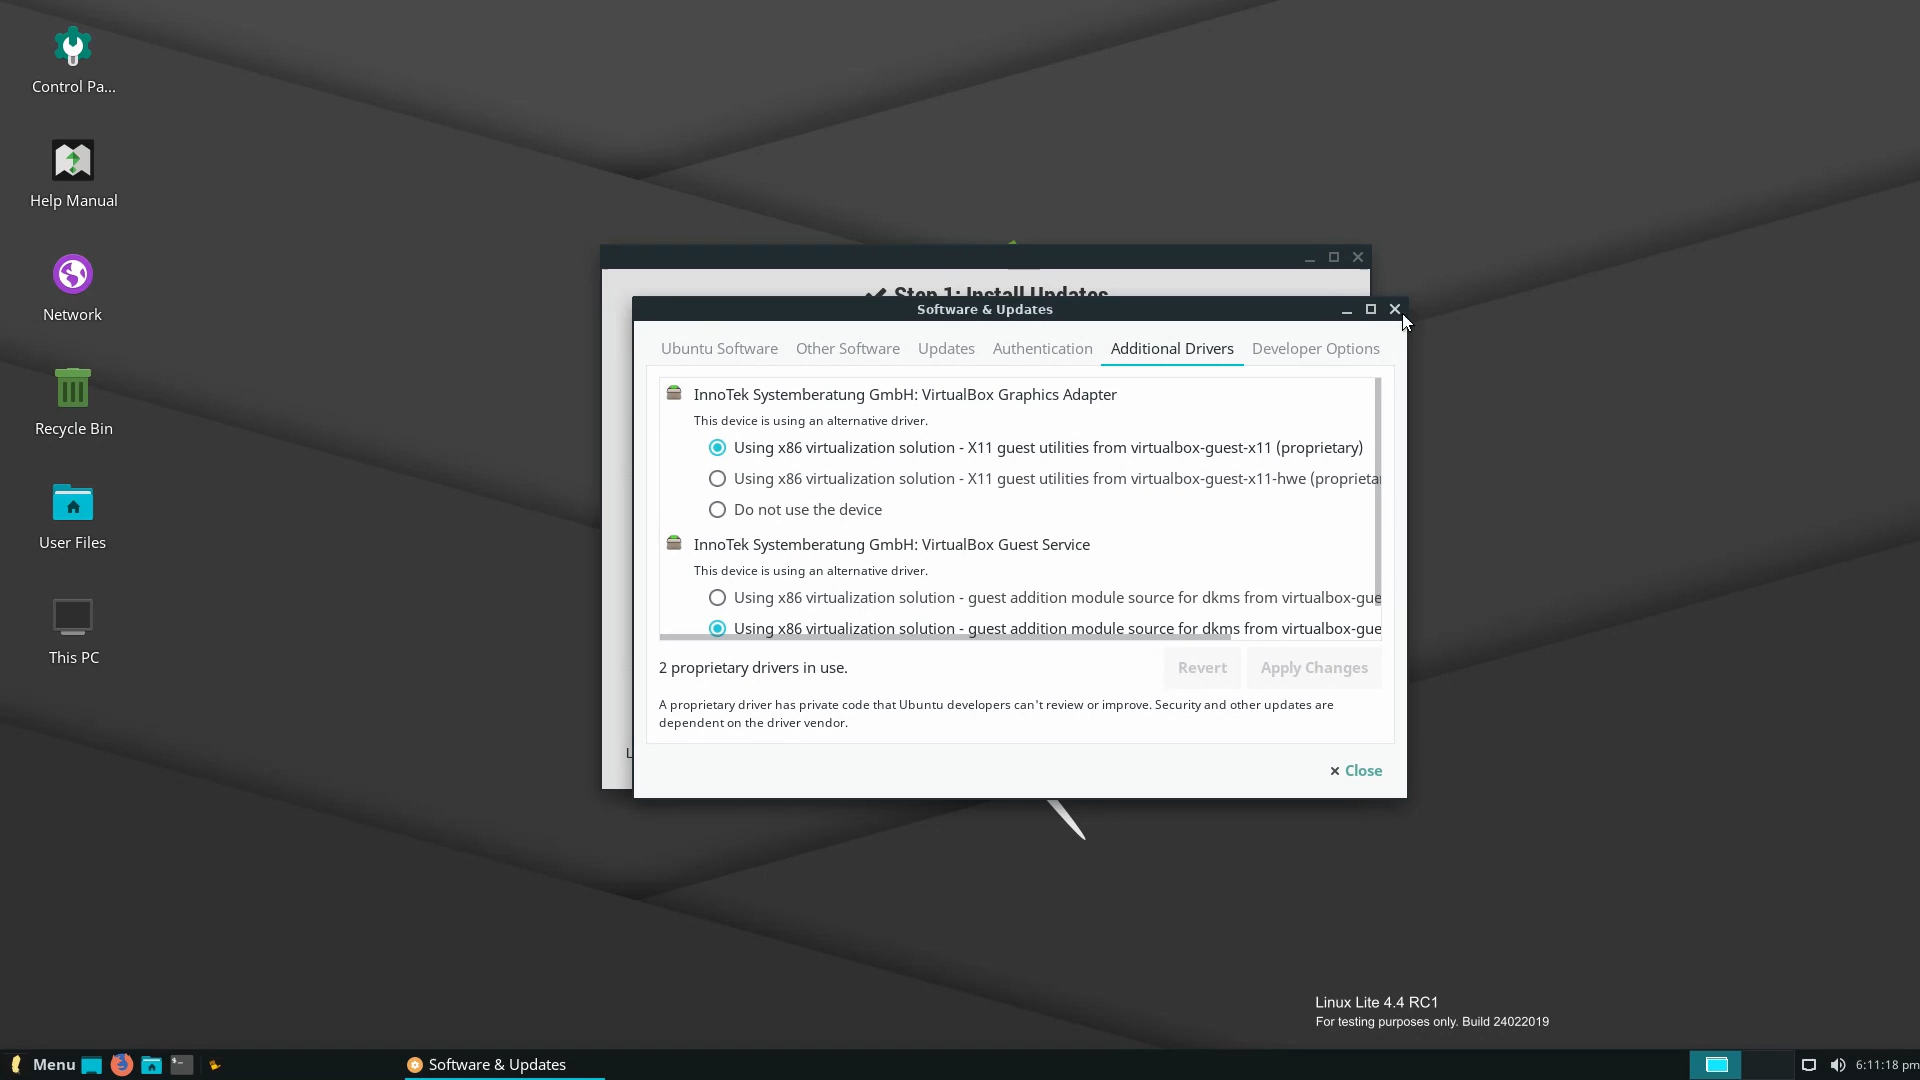 Control Pa...
Help Manual
Network
Recycle Bin
User Files
This PC
Step 1: Install Updates
Software & Updates
Ubuntu Software Other Software Updates Authentication Additional Drivers Developer Options
InnoTek Systemberatung GmbH: VirtualBox Graphics Adapter
This device is using an alternative driver.
Using x86 virtualization solution - X11 guest utilities from virtualbox-guest-x11 (proprietary)
Using x86 virtualization solution - X11 guest utilities from virtualbox-guest-x11-hwe (proprietar
Do not use the device
InnoTek Systemberatung GmbH: VirtualBox Guest Service
This device is using an alternative driver.
Using x86 virtualization solution - guest addition module source for dkms from virtualbox-gue
Using x86 virtualization solution - guest addition module source for dkms from virtualbox-gue
2 proprietary drivers in use.
Revert Apply Changes
A proprietary driver has private code that Ubuntu developers can't review or improve. Security and other updates are
dependent on the driver vendor.
L
Close
Linux Lite 4.4 RC1
For testing purposes only. Build 24022019
Menu
Software & Updates
6:11:18 pm